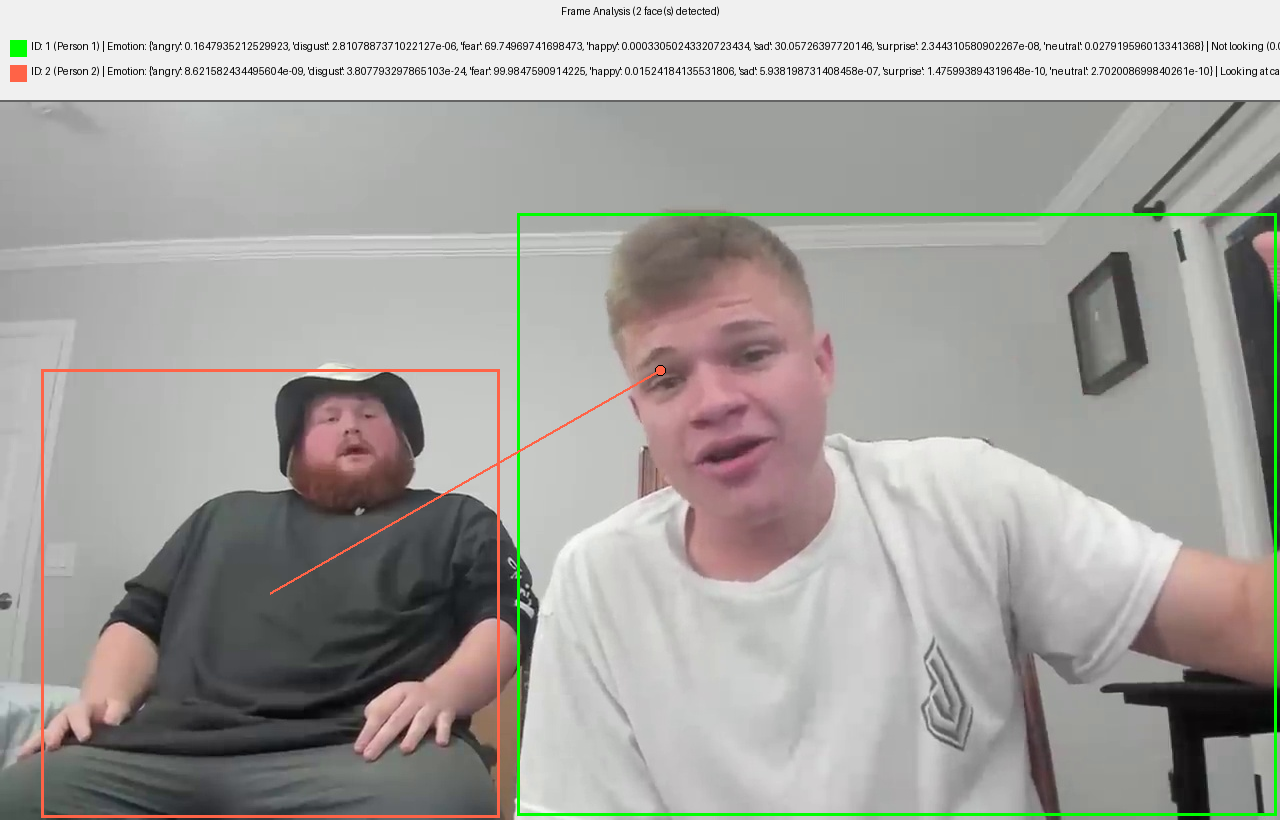 Frame Analysis (2 face(s) detected)
ID: 1 (Person 1) | Emotion: {'angry': 0.1647935212529923, 'disgust': 2.8107887371022127e-06, 'fear': 69.74969741698473, 'happy': 0.00033050243320723434, 'sad': 30.05726397720146, 'surprise': 2.344310580902267e-08, 'neutral': 0.027919596013341368} | Not looking (0.
ID: 2 (Person 2) | Emotion: {'angry': 8.621582434495604e-09, 'disgust': 3.807793297865103e-24, 'fear': 99.9847590914225, 'happy': 0.01524184135531806, 'sad': 5.938198731408458e-07, 'surprise': 1.475993894319648e-10, 'neutral': 2.702008699840261e-10} | Looking at ca